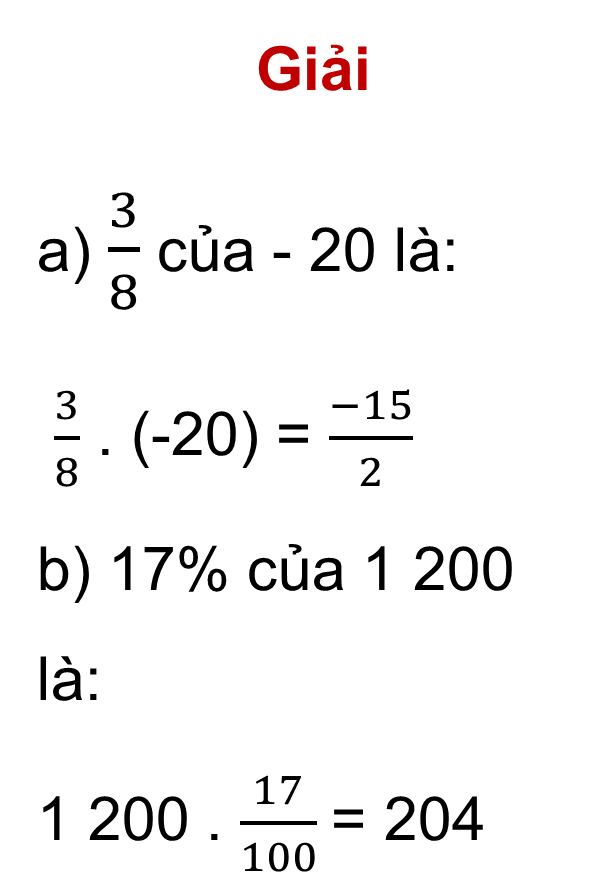 Giải
a) 3/8 của - 20 là:
3/8 . (-20) = −15/2
b) 17% của 1 200
là:
1 200 . 17/100 = 204